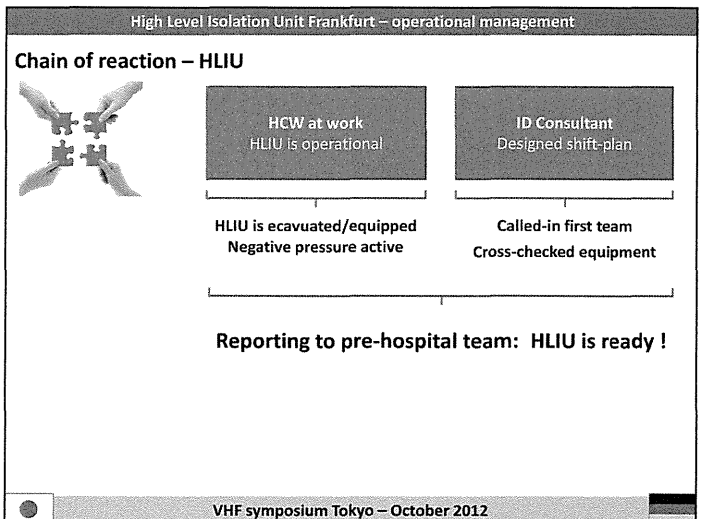 High Level Isolation Unit Frankfurt – operational management
Chain of reaction – HLIU
HCW at work
HLIU is operational
ID Consultant
Designed shift-plan
HLIU is ecavuated/equipped
Negative pressure active
Called-in first team
Cross-checked equipment
Reporting to pre-hospital team: HLIU is ready !
VHF symposium Tokyo – October 2012